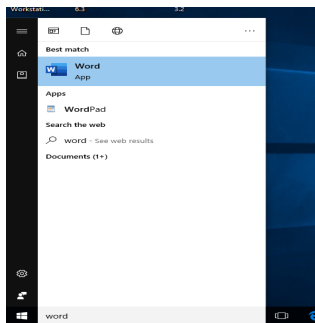 Workstati... 6.3 3.2
Best match
Word
App
Apps
WordPad
Search the web
word - See web results
Documents (1+)
word